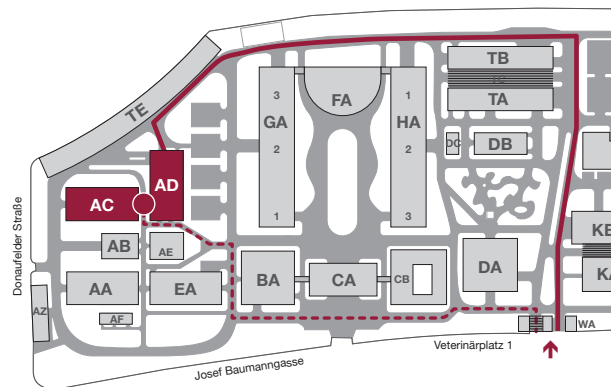 TB
TC
TA
FA
3
GA
2
1
1
HA
2
3
TE
DC
DB
AD
AC
AB
AE
AA
EA
AF
AZ
BA
CA
CB
DA
KE
KA
WA
Donaufelder Straße
Josef Baumanngasse
Veterinärplatz 1